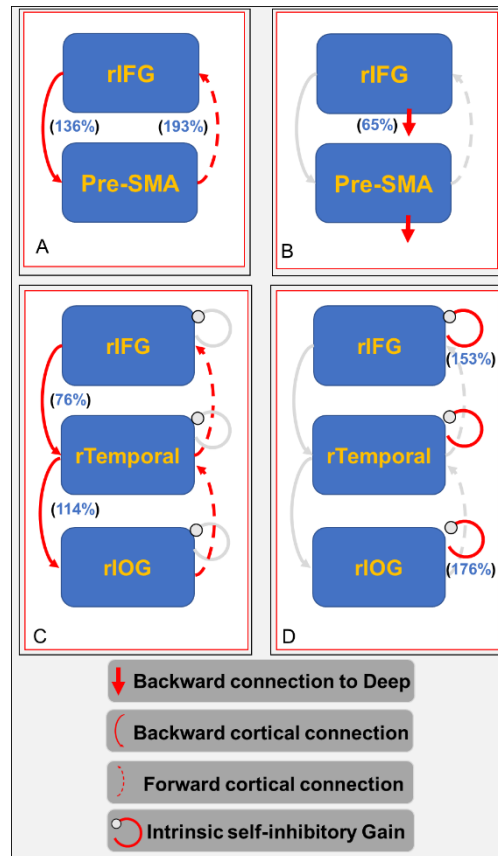 rIFG
(136%) (193%)
Pre-SMA
A
rIFG
(65%)
Pre-SMA
B
rIFG
(76%)
rTemporal
(114%)
rIOG
C
rIFG
(153%)
rTemporal
rIOG
(176%)
D
Backward connection to Deep
Backward cortical connection
Forward cortical connection
Intrinsic self-inhibitory Gain